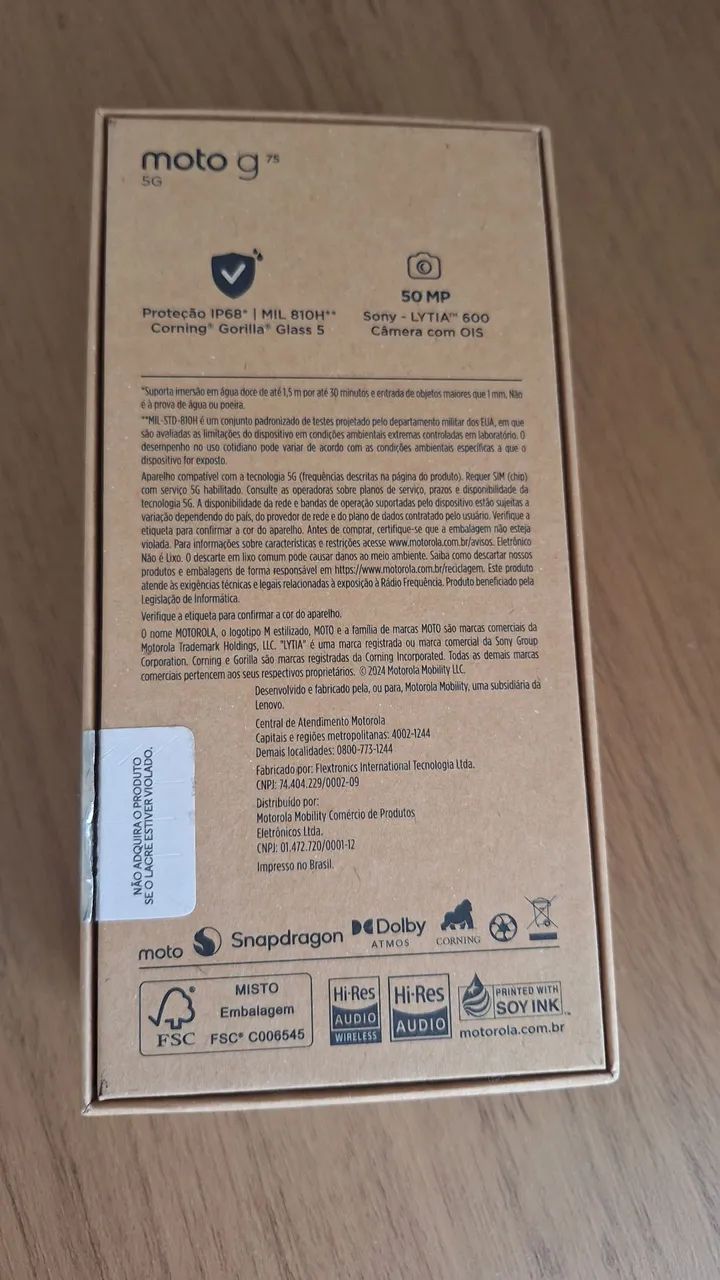 moto g 75
5G
Proteção IP68* | MIL 810H**
Corning® Gorilla® Glass 5
50 MP
Sony - LYTIA™ 600
Câmera com OIS
*Suporta imersão em água doce de até 1,5 m por até 30 minutos e entrada de objetos maiores que 1 mm. Não
é à prova de água ou poeira.
**MIL-STD-810H é um conjunto padronizado de testes projetado pelo departamento militar dos EUA, em que
são avaliadas as limitações do dispositivo em condições ambientais extremas controladas em laboratório. O
desempenho no uso cotidiano pode variar de acordo com as condições ambientais específicas a que o
dispositivo for exposto.
Aparelho compatível com a tecnologia 5G (frequências descritas na página do produto). Requer SIM (chip)
com serviço 5G habilitado. Consulte as operadoras sobre planos de serviço, prazos e disponibilidade da
tecnologia 5G. A disponibilidade da rede e bandas de operação suportadas pelo dispositivo estão sujeitas a
variação dependendo do país, do provedor de rede e do plano de dados contratado pelo usuário. Verifique a
etiqueta para confirmar a cor do aparelho. Antes de comprar, certifique-se que a embalagem não esteja
violada. Para informações sobre características e restrições acesse www.motorola.com.br/avisos. Eletrônico
Não é Lixo. O descarte em lixo comum pode causar danos ao meio ambiente. Saiba como descartar nossos
produtos e embalagens de forma responsável em https://www.motorola.com.br/reciclagem. Este produto
atende às exigências técnicas e legais relacionadas à exposição à Rádio Frequência. Produto beneficiado pela
Legislação de Informática.
Verifique a etiqueta para confirmar a cor do aparelho.
O nome MOTOROLA, o logotipo M estilizado, MOTO e a família de marcas MOTO são marcas comerciais da
Motorola Trademark Holdings, LLC. "LYTIA" é uma marca registrada ou marca comercial da Sony Group
Corporation. Corning e Gorilla são marcas registradas da Corning Incorporated. Todas as demais marcas
comerciais pertencem aos seus respectivos proprietários. © 2024 Motorola Mobility LLC.
Desenvolvido e fabricado pela, ou para, Motorola Mobility, uma subsidiária da
Lenovo.
Central de Atendimento Motorola
Capitais e regiões metropolitanas: 4002-1244
Demais localidades: 0800-773-1244
Fabricado por: Flextronics International Tecnologia Ltda.
CNPJ: 74.404.229/0002-09
Distribuído por:
Motorola Mobility Comércio de Produtos
Eletrônicos Ltda.
CNPJ: 01.472.720/0001-12
Impresso no Brasil.
NÃO ADQUIRA O PRODUTO
SE O LACRE ESTIVER VIOLADO.
moto Snapdragon Dolby
ATMOS
CORNING
FSC
MISTO
Embalagem
FSC® C006545
Hi-Res
AUDIO
WIRELESS
Hi-Res
AUDIO
PRINTED WITH
SOY INK™
motorola.com.br